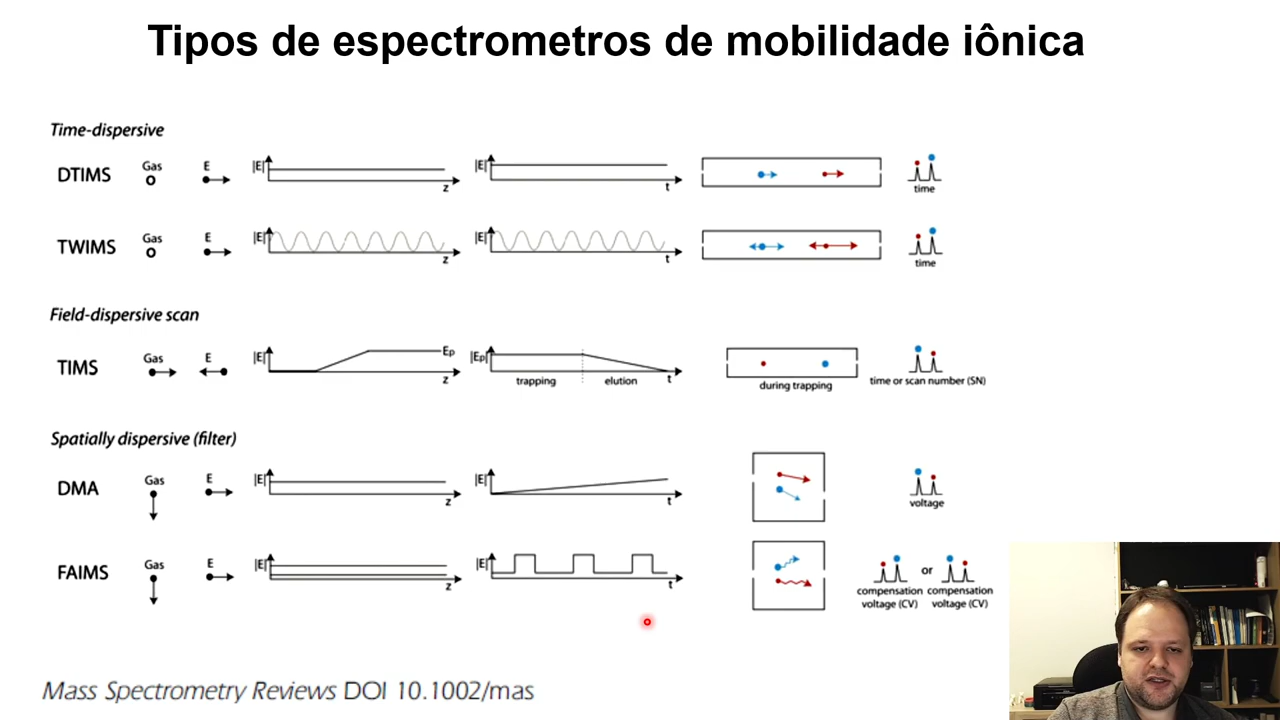 Tipos de espectrometros de mobilidade iônica
Time-dispersive
DTIMS Gas E |E| z |E| t time
TWIMS Gas E |E| z |E| t time
Field-dispersive scan
TIMS Gas E |E| Ep z |Ep| trapping elution t during trapping time or scan number (SN)
Spatially dispersive (filter)
DMA Gas E |E| z |E| t voltage
FAIMS Gas E |E| z |E| t or
compensation compensation
voltage (CV) voltage (CV)
Mass Spectrometry Reviews DOI 10.1002/mas